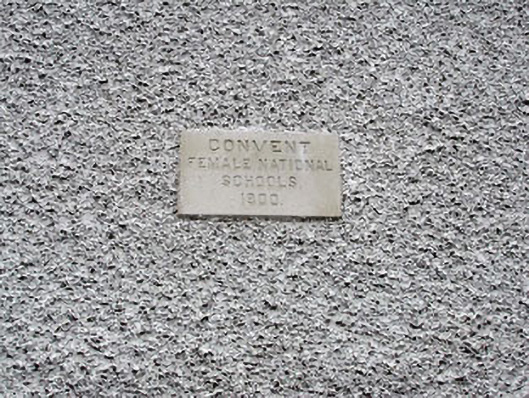 CONVENT
FEMALE NATIONAL
SCHOOLS.
1900.